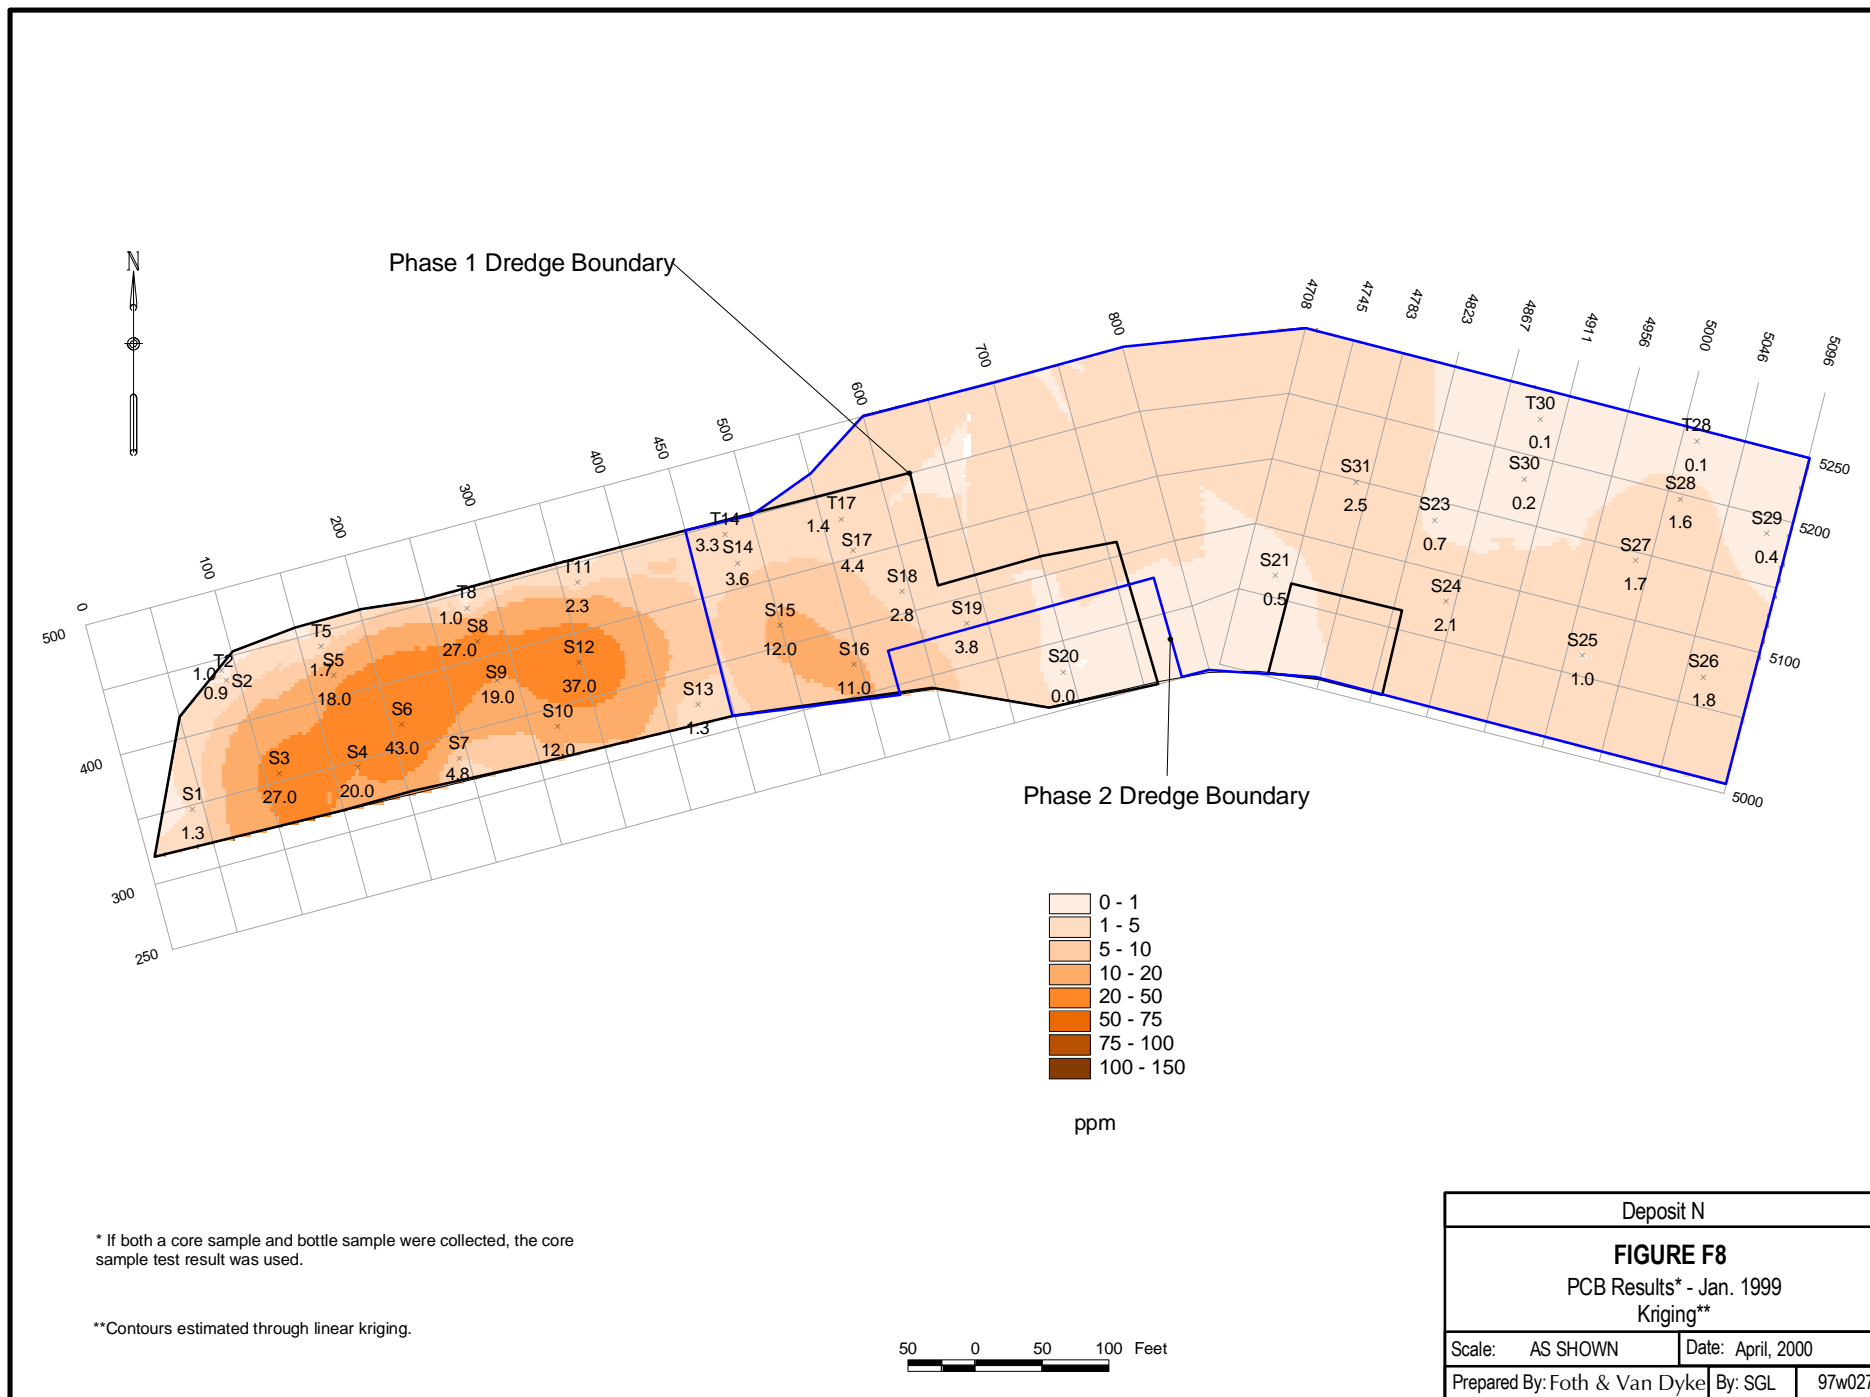 N
Phase 1 Dredge Boundary
4708
4745
4783
4823
4867
4911
4956
5000
5046
5096
800
700
600
500
450
400
300
200
100
0
500
400
300
250
5250
5200
5100
5000
T30
0.1
T28
0.1
S31
2.5
S30
0.2
S28
1.6
S23
0.7
S29
0.4
S27
1.7
S21
0.5
S24
2.1
S25
1.0
S26
1.8
T17
1.4
T14
3.3
S17
4.4
S14
3.6
S18
2.8
S15
12.0
S19
3.8
S16
11.0
S20
0.0
T11
2.3
T8
1.0
S8
27.0
S12
37.0
S9
19.0
S13
1.3
S10
12.0
T5
1.7
S5
18.0
T2
1.0
S2
0.9
S6
43.0
S7
4.8
S3
27.0
S4
20.0
S1
1.3
Phase 2 Dredge Boundary
0 - 1
1 - 5
5 - 10
10 - 20
20 - 50
50 - 75
75 - 100
100 - 150
ppm
* If both a core sample and bottle sample were collected, the core
sample test result was used.
**Contours estimated through linear kriging.
50 0 50 100 Feet
Deposit N
FIGURE F8
PCB Results* - Jan. 1999
Kriging**
Scale: AS SHOWN Date: April, 2000
Prepared By: Foth & Van Dyke By: SGL 97w027